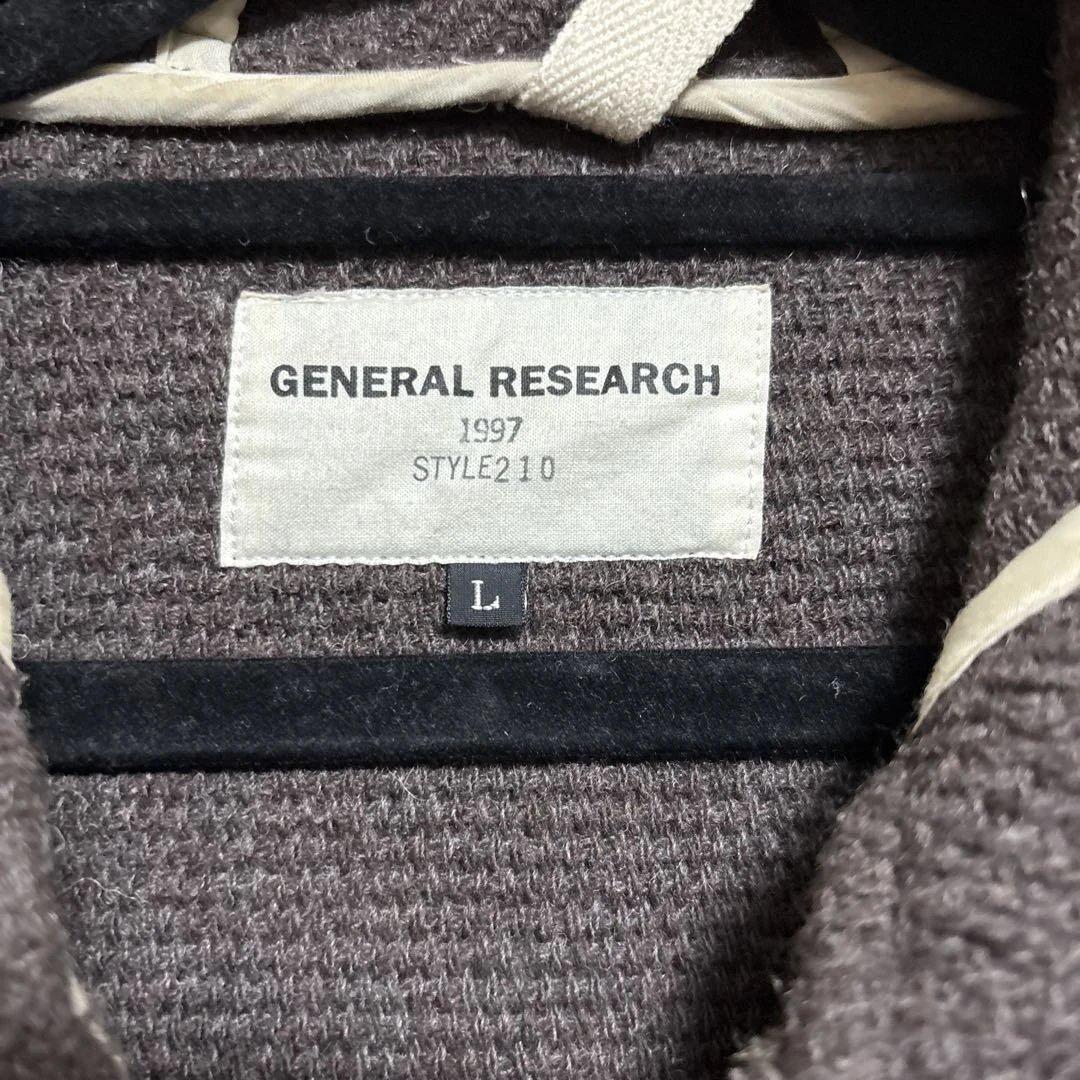 GENERAL RESEARCH
1997
STYLE210
L